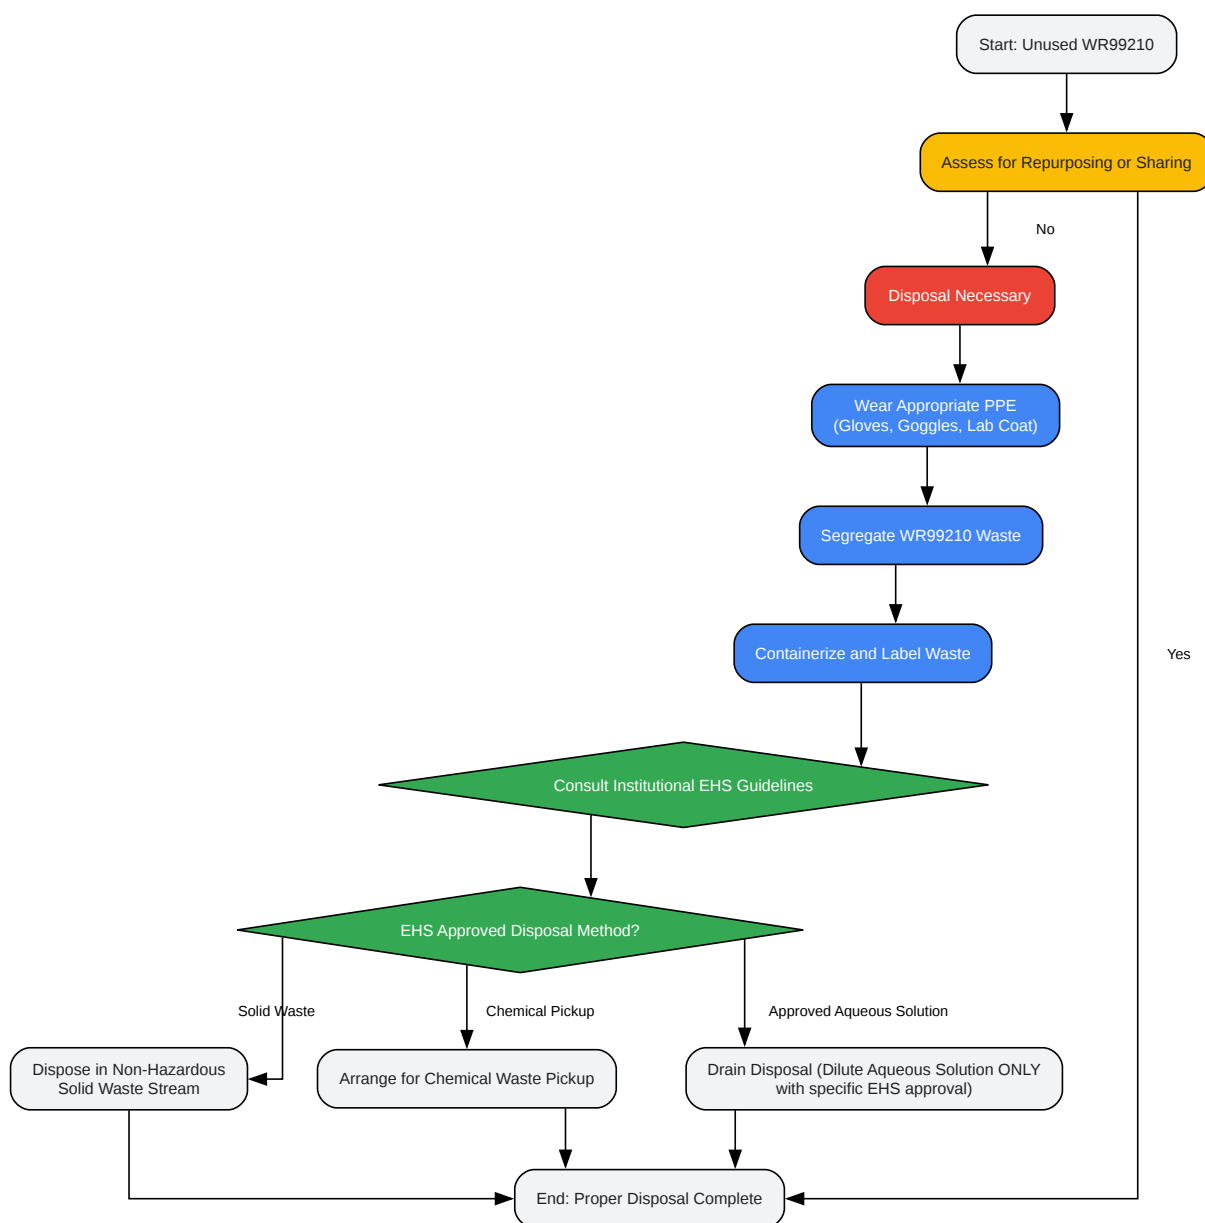 Start: Unused WR99210
Assess for Repurposing or Sharing
No
Disposal Necessary
Wear Appropriate PPE
(Gloves, Goggles, Lab Coat)
Segregate WR99210 Waste
Containerize and Label Waste
Yes
Consult Institutional EHS Guidelines
EHS Approved Disposal Method?
Solid Waste
Chemical Pickup
Approved Aqueous Solution
Dispose in Non-Hazardous
Solid Waste Stream
Arrange for Chemical Waste Pickup
Drain Disposal (Dilute Aqueous Solution ONLY
with specific EHS approval)
End: Proper Disposal Complete